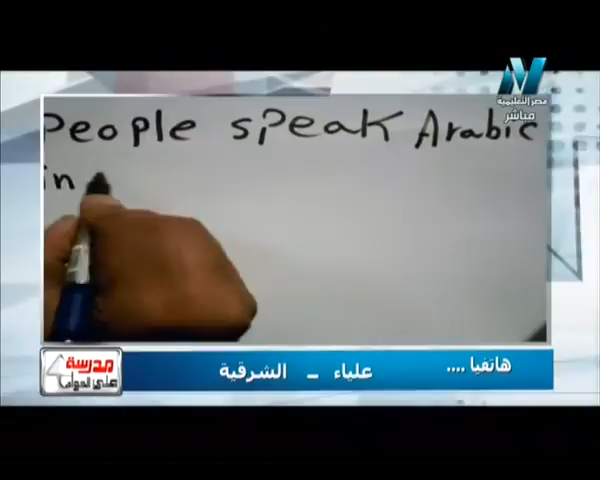 مصر التعليمية
مباشر
People speak Arabic
in
هاتفيا ....
علياء - الشرقية
مدرسة
على الهواء